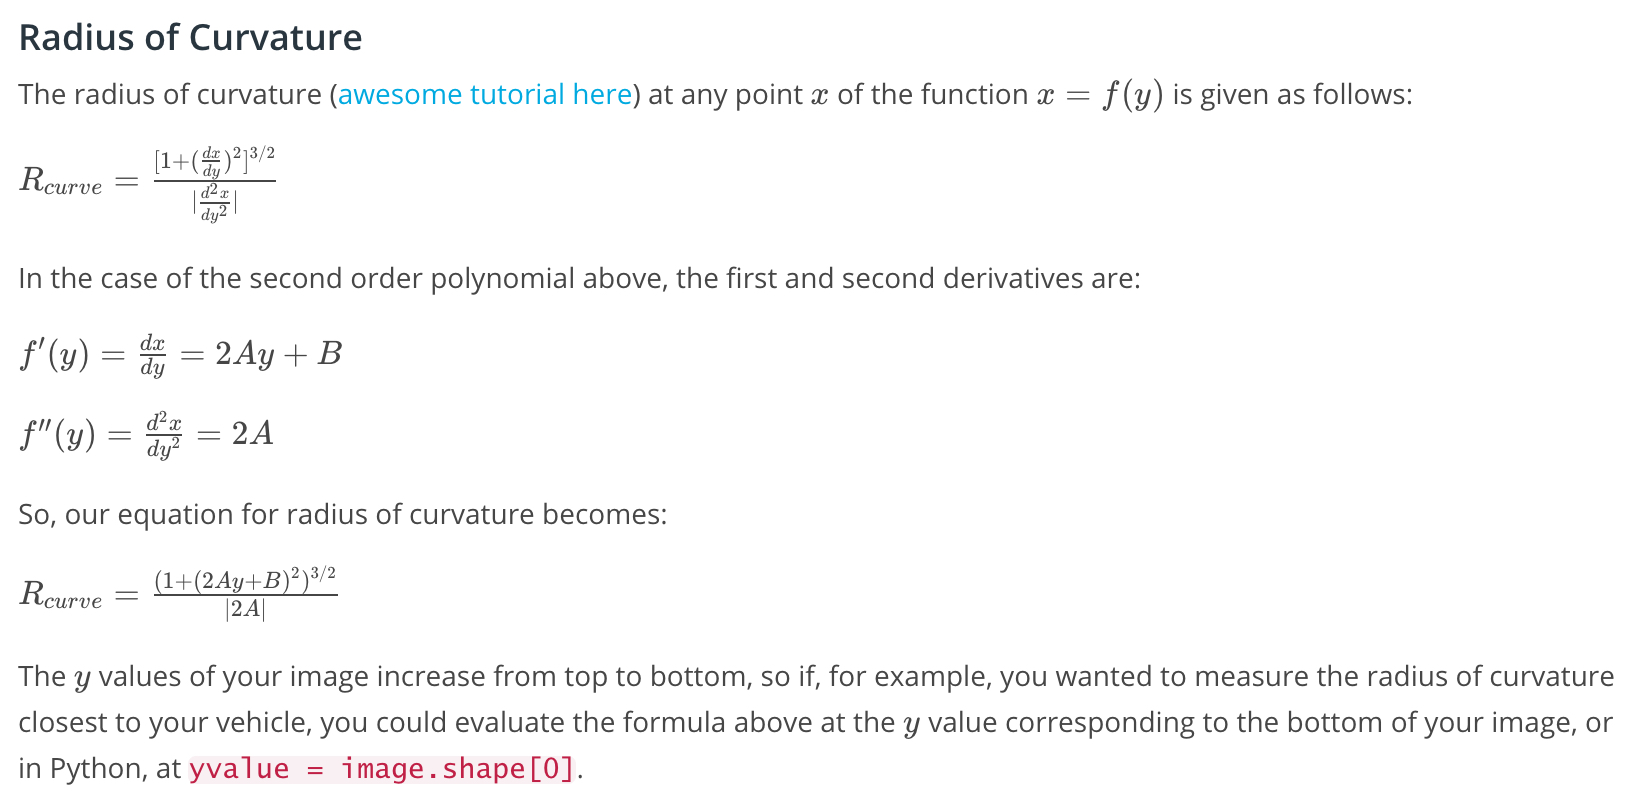 Radius of Curvature
The radius of curvature (awesome tutorial here) at any point x of the function x = f(y) is given as follows:
R_{curve} = \frac{[1+(\frac{dx}{dy})^2]^{3/2}}{|\frac{d^2x}{dy^2}|}
In the case of the second order polynomial above, the first and second derivatives are:
f'(y) = \frac{dx}{dy} = 2Ay + B
f''(y) = \frac{d^2x}{dy^2} = 2A
So, our equation for radius of curvature becomes:
R_{curve} = \frac{(1+(2Ay+B)^2)^{3/2}}{|2A|}
The y values of your image increase from top to bottom, so if, for example, you wanted to measure the radius of curvature
closest to your vehicle, you could evaluate the formula above at the y value corresponding to the bottom of your image, or
in Python, at yvalue = image.shape[0].